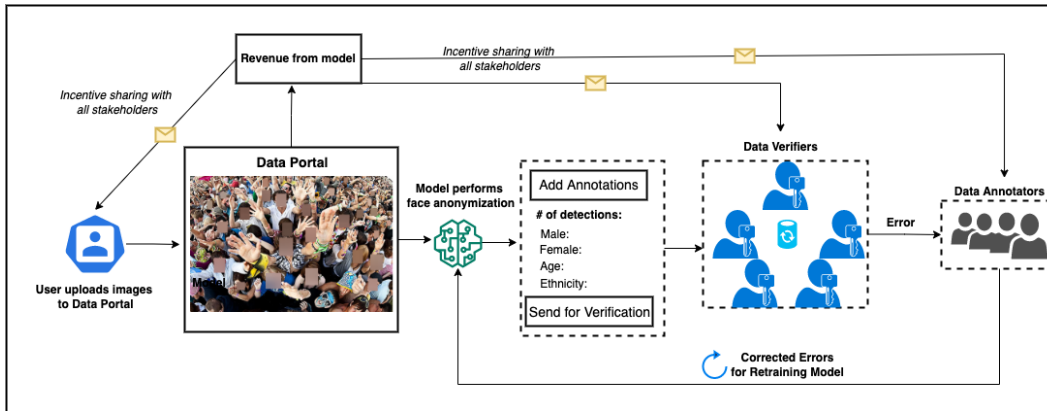 Revenue from model
Incentive sharing with
all stakeholders
Incentive sharing with
all stakeholders
Data Portal
Model
User uploads images
to Data Portal
Model performs
face anonymization
Add Annotations
# of detections:
Male:
Female:
Age:
Ethnicity:
Send for Verification
Data Verifiers
Error
Data Annotators
Corrected Errors
for Retraining Model